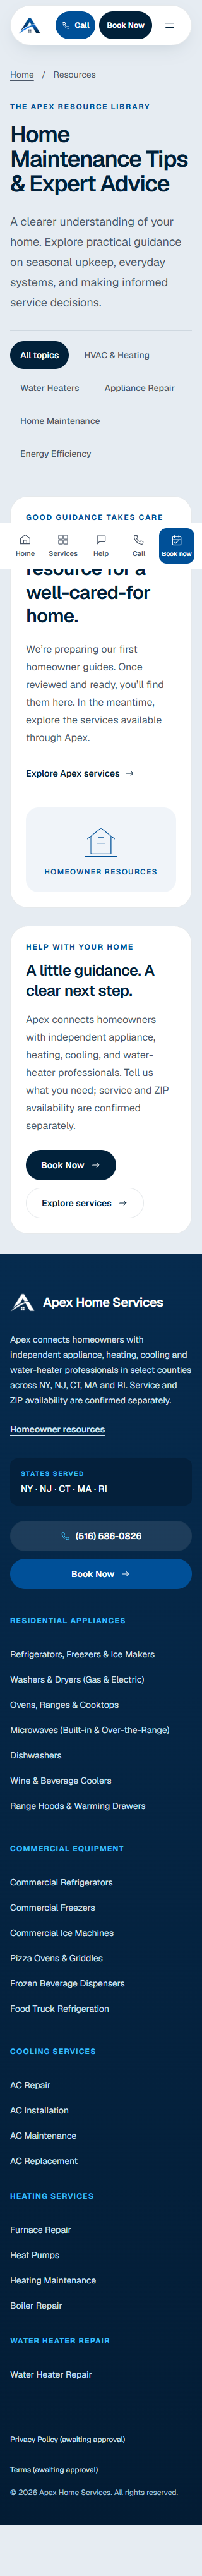 Call
Book Now
Home / Resources
THE APEX RESOURCE LIBRARY
Home
Maintenance Tips
& Expert Advice
A clearer understanding of your
home. Explore practical guidance
on seasonal upkeep, everyday
systems, and making informed
service decisions.
All topics
HVAC & Heating
Water Heaters
Appliance Repair
Home Maintenance
Energy Efficiency
GOOD GUIDANCE TAKES CARE
Home
Services
Help
Call
Book now
resource for a
well-cared-for
home.
We're preparing our first
homeowner guides. Once
reviewed and ready, you'll find
them here. In the meantime,
explore the services available
through Apex.
Explore Apex services →
HOMEOWNER RESOURCES
HELP WITH YOUR HOME
A little guidance. A
clear next step.
Apex connects homeowners
with independent appliance,
heating, cooling, and water-
heater professionals. Tell us
what you need; service and ZIP
availability are confirmed
separately.
Book Now →
Explore services →
Apex Home Services
Apex connects homeowners with
independent appliance, heating, cooling and
water-heater professionals in select counties
across NY, NJ, CT, MA and RI. Service and
ZIP availability are confirmed separately.
Homeowner resources
STATES SERVED
NY · NJ · CT · MA · RI
(516) 586-0826
Book Now →
RESIDENTIAL APPLIANCES
Refrigerators, Freezers & Ice Makers
Washers & Dryers (Gas & Electric)
Ovens, Ranges & Cooktops
Microwaves (Built-in & Over-the-Range)
Dishwashers
Wine & Beverage Coolers
Range Hoods & Warming Drawers
COMMERCIAL EQUIPMENT
Commercial Refrigerators
Commercial Freezers
Commercial Ice Machines
Pizza Ovens & Griddles
Frozen Beverage Dispensers
Food Truck Refrigeration
COOLING SERVICES
AC Repair
AC Installation
AC Maintenance
AC Replacement
HEATING SERVICES
Furnace Repair
Heat Pumps
Heating Maintenance
Boiler Repair
WATER HEATER REPAIR
Water Heater Repair
Privacy Policy (awaiting approval)
Terms (awaiting approval)
© 2026 Apex Home Services. All rights reserved.